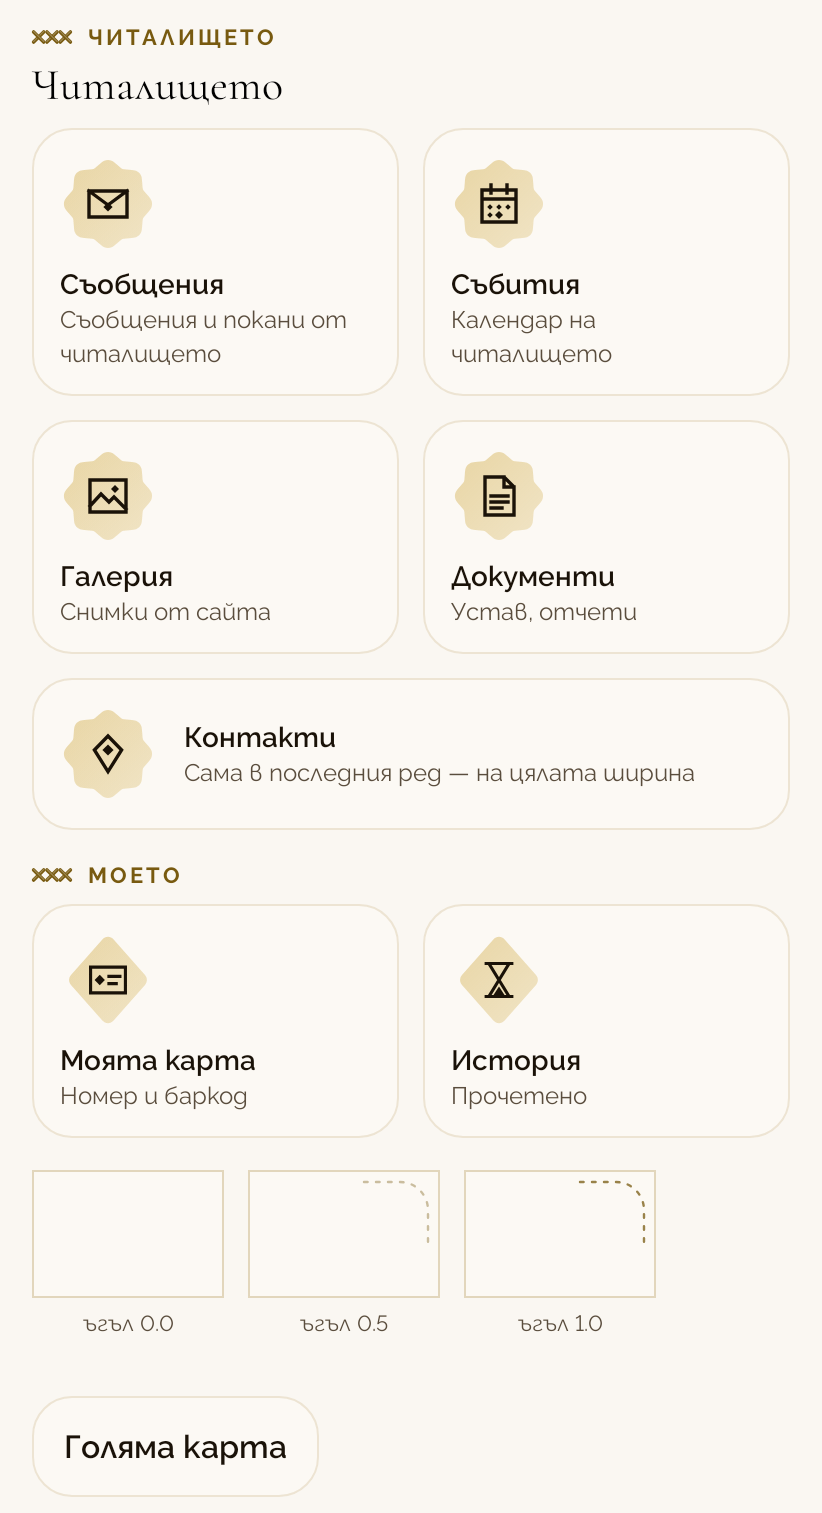 ЧИТАЛИЩЕТО
Читалището
Съобщения
Съобщения и покани от
читалището
Събития
Календар на
читалището
Галерия
Снимки от сайта
Документи
Устав, отчети
Контакти
Сама в последния ред — на цялата ширина
МОЕТО
Моята карта
Номер и баркод
История
Прочетено
ъгъл 0.0
ъгъл 0.5
ъгъл 1.0
Голяма карта